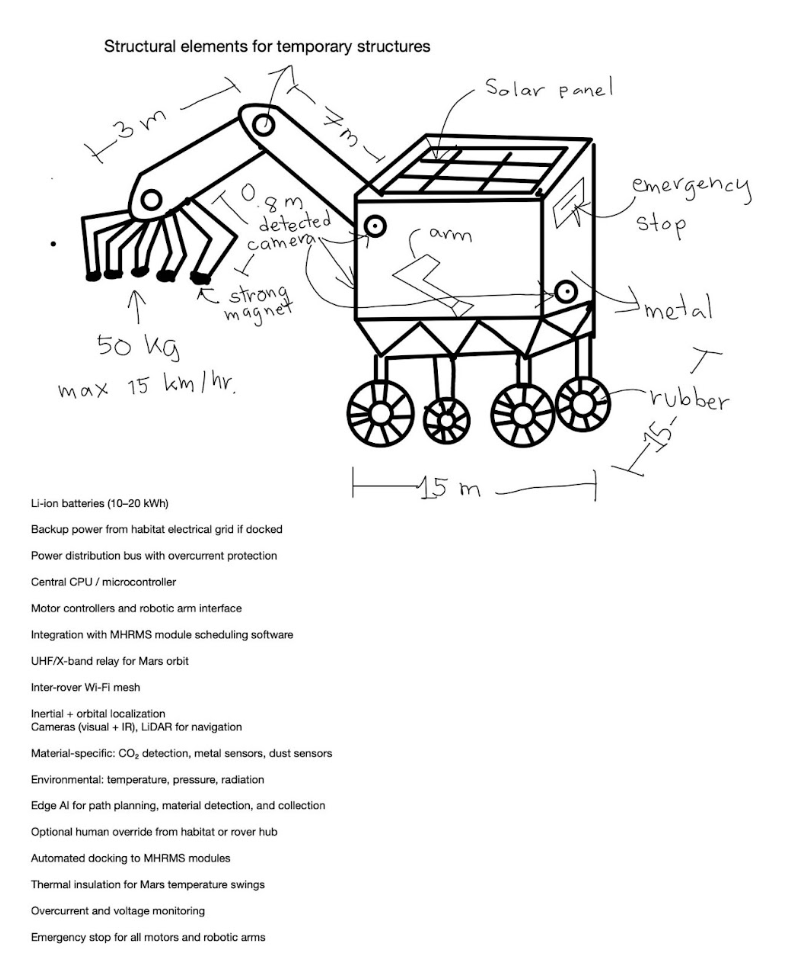 Structural elements for temporary structures
Solar panel
3 m
7 m
emergency
stop
0.8 m
detected
camera
arm
strong
magnet
metal
50 kg
max 15 km/hr.
rubber
15
15 m
Li-ion batteries (10–20 kWh)
Backup power from habitat electrical grid if docked
Power distribution bus with overcurrent protection
Central CPU / microcontroller
Motor controllers and robotic arm interface
Integration with MHRMS module scheduling software
UHF/X-band relay for Mars orbit
Inter-rover Wi-Fi mesh
Inertial + orbital localization
Cameras (visual + IR), LiDAR for navigation
Material-specific: CO₂ detection, metal sensors, dust sensors
Environmental: temperature, pressure, radiation
Edge AI for path planning, material detection, and collection
Optional human override from habitat or rover hub
Automated docking to MHRMS modules
Thermal insulation for Mars temperature swings
Overcurrent and voltage monitoring
Emergency stop for all motors and robotic arms